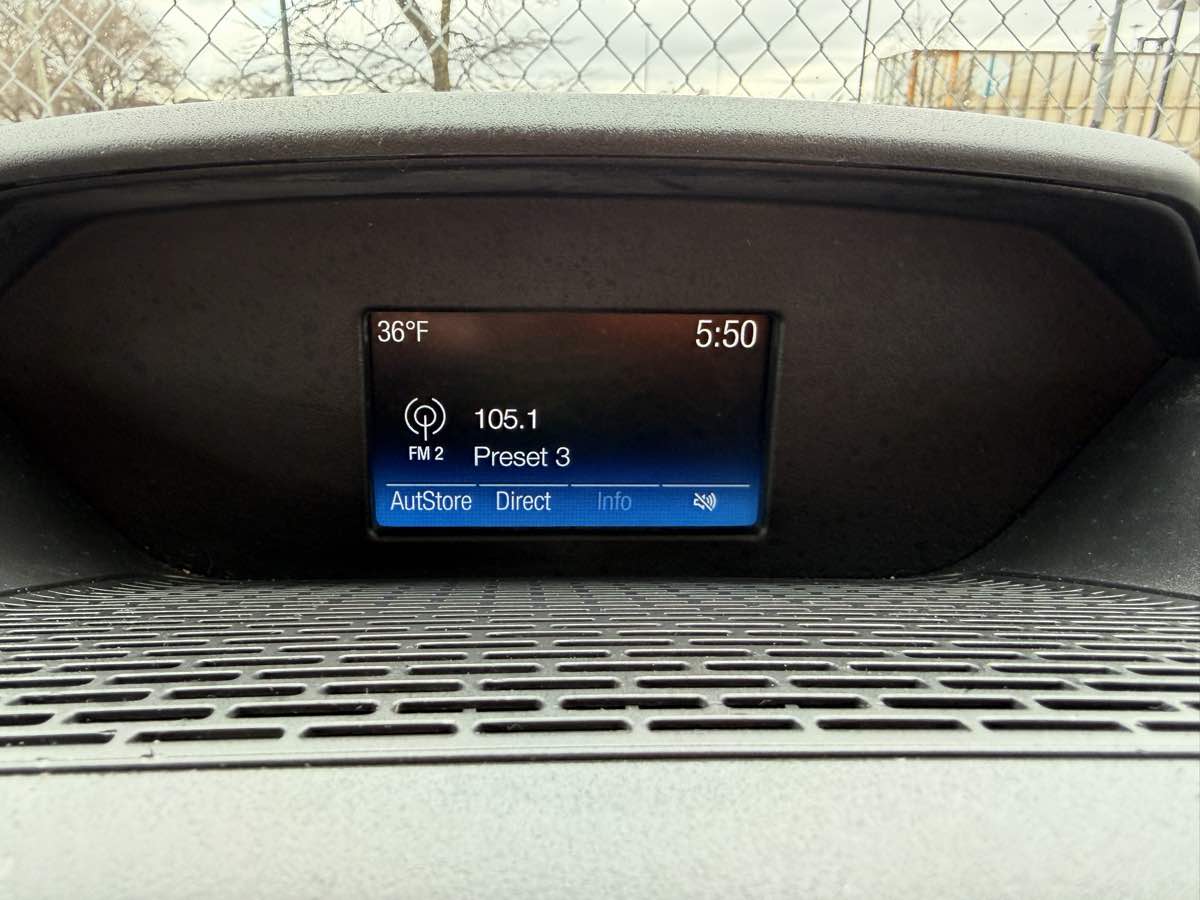 36°F 5:50
105.1
FM 2 Preset 3
AutStore Direct Info